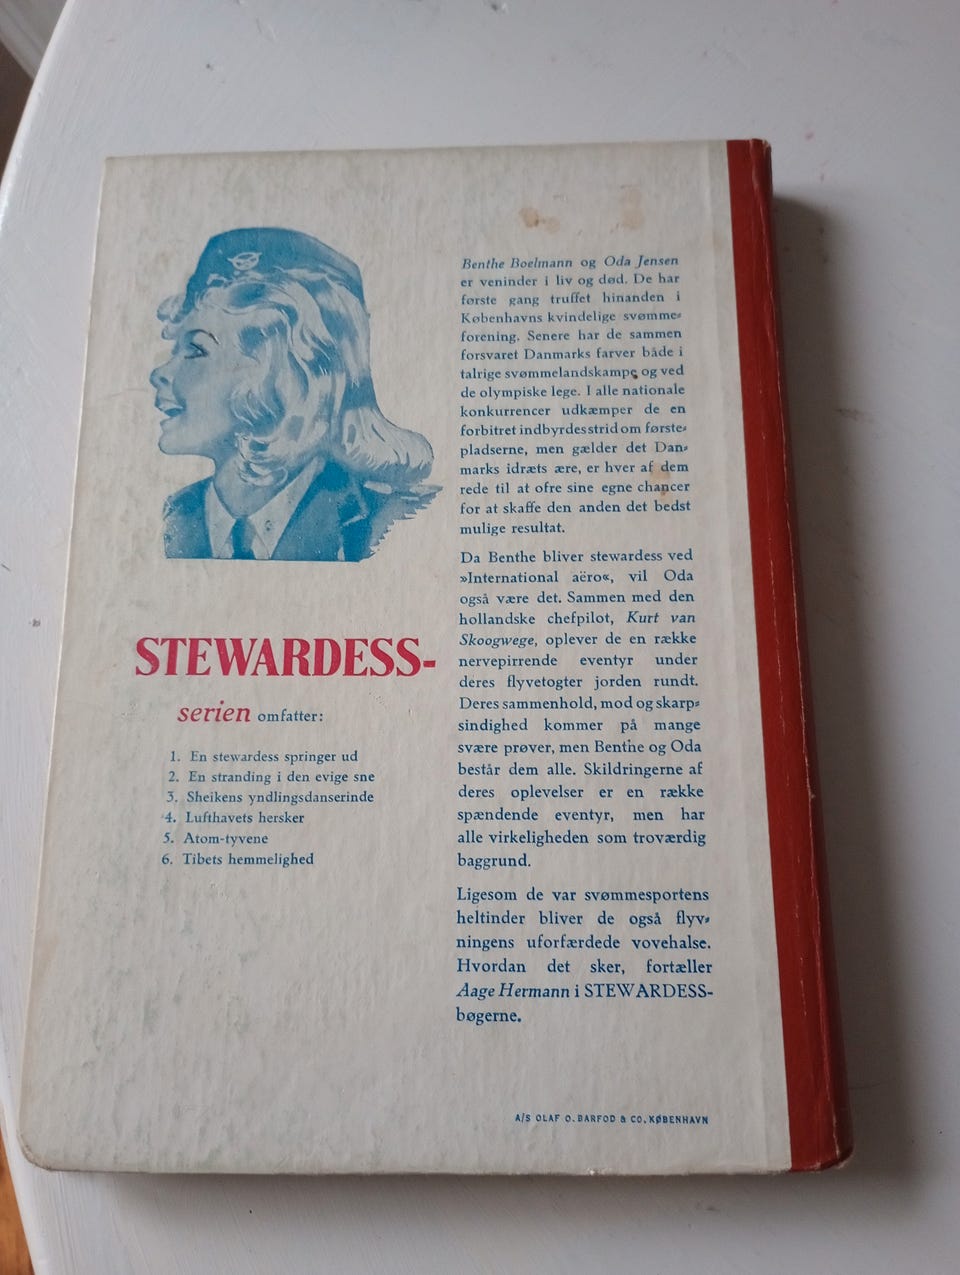 STEWARDESS-
serien omfatter:
1. En stewardess springer ud
2. En stranding i den evige sne
3. Sheikens yndlingsdanserinde
4. Lufthavets hersker
5. Atom-tyvene
6. Tibets hemmelighed
Benthe Boelmann og Oda Jensen
er veninder i liv og død. De har
første gang truffet hinanden i
Københavns kvindelige svømme-
forening. Senere har de sammen
forsvaret Danmarks farver både i
talrige svømmelandskampe og ved
de olympiske lege. I alle nationale
konkurrencer udkæmper de en
forbitret indbyrdes strid om første-
pladserne, men gælder det Dan-
marks idræts ære, er hver af dem
rede til at ofre sine egne chancer
for at skaffe den anden det bedst
mulige resultat.
Da Benthe bliver stewardess ved
»International aëro«, vil Oda
også være det. Sammen med den
hollandske chefpilot, Kurt van
Skoogwege, oplever de en række
nervepirrende eventyr under
deres flyvetogter jorden rundt.
Deres sammenhold, mod og skarp-
sindighed kommer på mange
svære prøver, men Benthe og Oda
består dem alle. Skildringerne af
deres oplevelser er en række
spændende eventyr, men har
alle virkeligheden som troværdig
baggrund.
Ligesom de var svømmesportens
heltinder bliver de også flyv-
ningens uforfærdede vovehalse.
Hvordan det sker, fortæller
Aage Hermann i STEWARDESS-
bøgerne.
A/S OLAF O. BARFOD & CO. KØBENHAVN